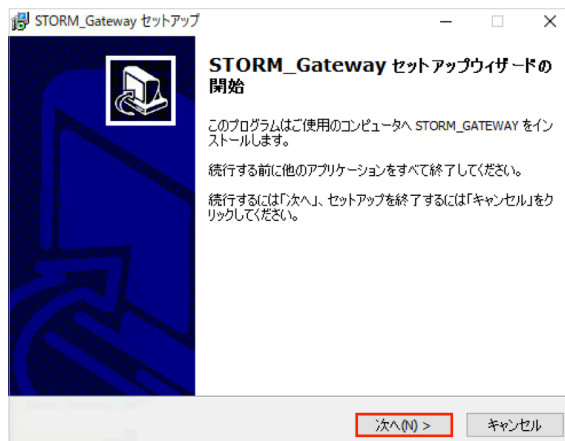 STORM_Gateway セットアップ
STORM_Gateway セットアップウィザードの
開始
このプログラムはご使用のコンピュータへ STORM_GATEWAY をイン
ストールします。
続行する前に他のアプリケーションをすべて終了してください。
続行するには「次へ」、セットアップを終了するには「キャンセル」をク
リックしてください。
次へ(N) >
キャンセル